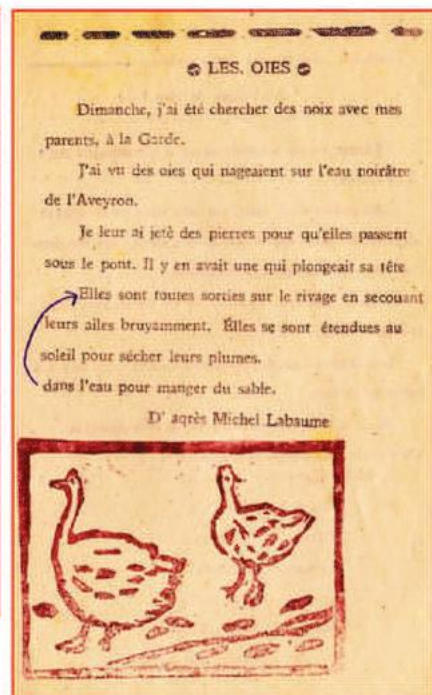 LES. OIES
Dimanche, j'ai été chercher des noix avec mes
parents, à la Garde.
J'ai vu des oies qui nageaient sur l'eau noirâtre
de l'Aveyron.
Je leur ai jetè des pierres pour qu'elles passent
sous le pont. Il y en avait une qui plongeait sa tête
Elles sont toutes sorties sur le rivage en secouant
leurs ailes bruyamment. Élles se sont étendues au
soleil pour sécher leurs plumes.
dans l'eau pour manger du sable.
D' aqrès Michel Labaume